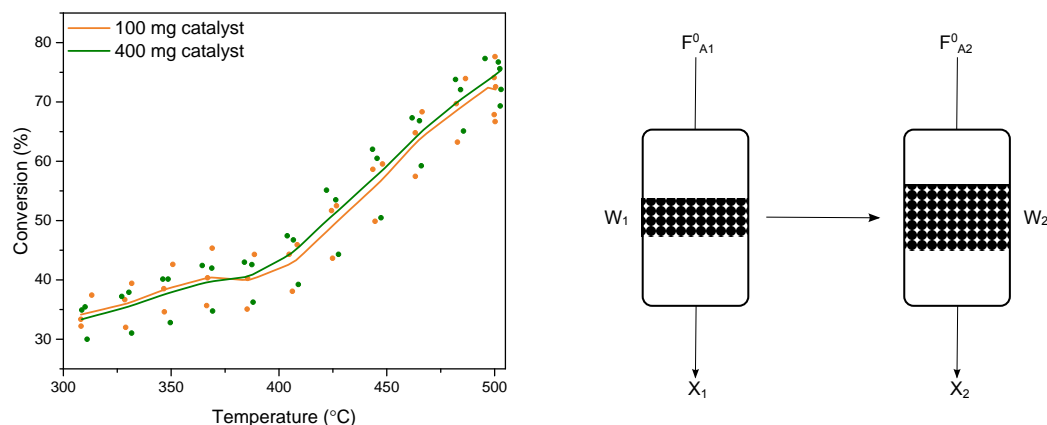 100 mg catalyst
400 mg catalyst
80
70
60
50
40
30
Conversion (%)
300
350
400
450
500
Temperature (°C)
F⁰A1
F⁰A2
W1
W2
X1
X2